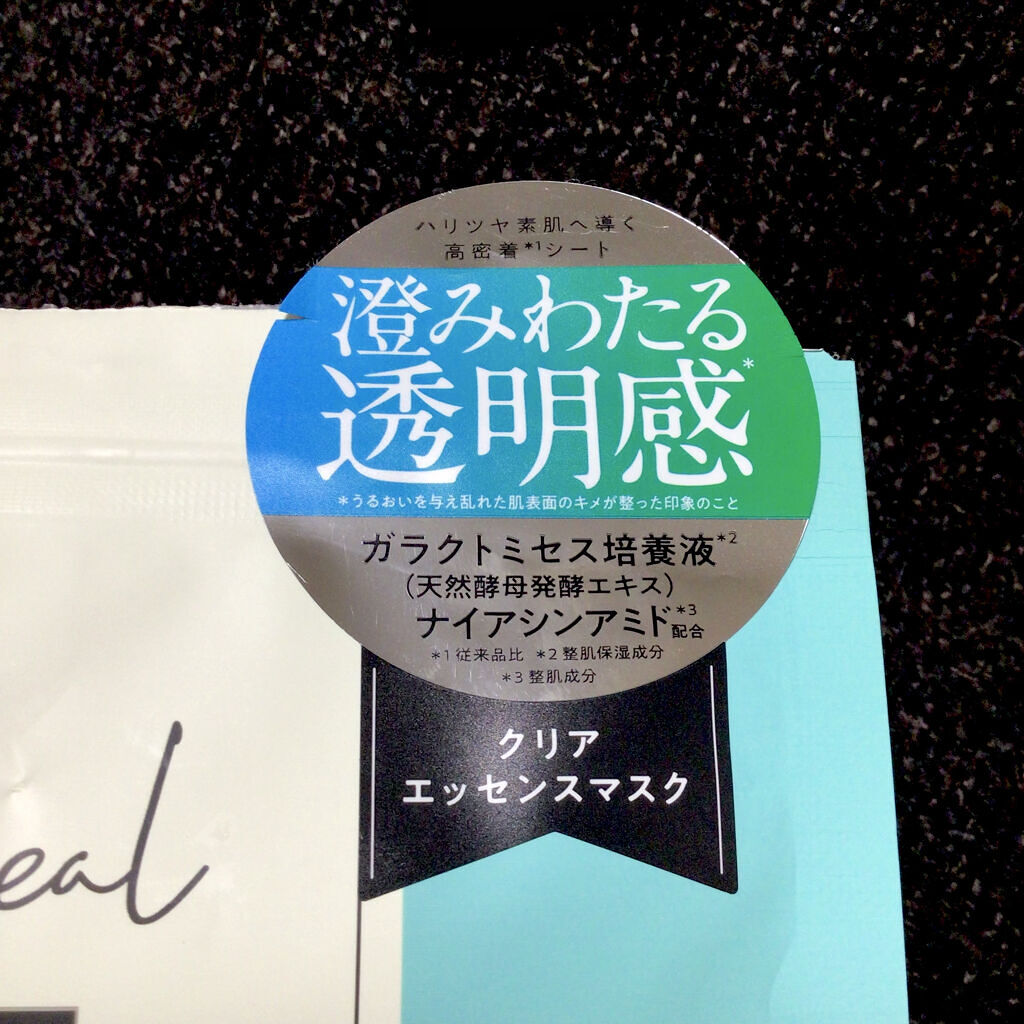 ハリツヤ素肌へ導く
高密着*1シート
澄みわたる
透明感*
*うるおいを与え乱れた肌表面のキメが整った印象のこと
ガラクトミセス培養液*2
(天然酵母発酵エキス)
ナイアシンアミド*3配合
*1従来品比 *2整肌保湿成分
*3整肌成分
クリア
エッセンスマスク
eal